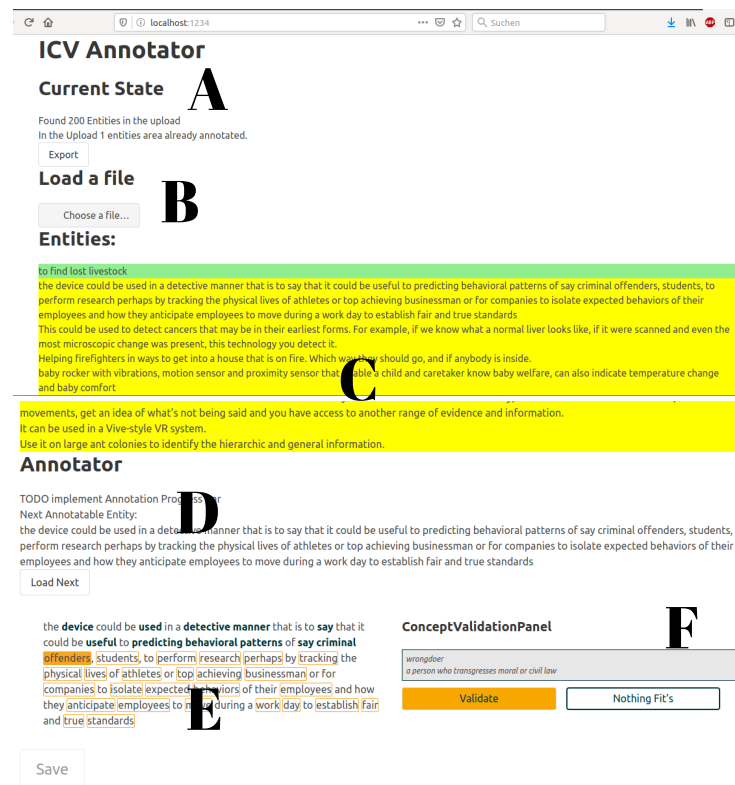 localhost:1234
Suchen
ABP
ICV Annotator
Current State
A
Found 200 Entities in the upload
In the Upload 1 entities area already annotated.
Export
Load a file
B
Choose a file...
Entities:
to find lost livestock
the device could be used in a detective manner that is to say that it could be useful to predicting behavioral patterns of say criminal offenders, students, to
perform research perhaps by tracking the physical lives of athletes or top achieving businessman or for companies to isolate expected behaviors of their
employees and how they anticipate employees to move during a work day to establish fair and true standards
This could be used to detect cancers that may be in their earliest forms. For example, if we know what a normal liver looks like, if it were scanned and even the
most microscopic change was present, this technology you detect it.
Helping firefighters in ways to get into a house that is on fire. Which way they should go, and if anybody is inside.
baby rocker with vibrations, motion sensor and proximity sensor that enable a child and caretaker know baby welfare, can also indicate temperature change
and baby comfort
C
movements, get an idea of what's not being said and you have access to another range of evidence and information.
It can be used in a Vive-style VR system.
Use it on large ant colonies to identify the hierarchic and general information.
Annotator
TODO implement Annotation Progress Bar
D
Next Annotatable Entity:
the device could be used in a detective manner that is to say that it could be useful to predicting behavioral patterns of say criminal offenders, students,
perform research perhaps by tracking the physical lives of athletes or top achieving businessman or for companies to isolate expected behaviors of their
employees and how they anticipate employees to move during a work day to establish fair and true standards
Load Next
the device could be used in a detective manner that is to say that it
could be useful to predicting behavioral patterns of say criminal
offenders, students, to perform research perhaps by tracking the
physical lives of athletes or top achieving businessman or for
companies to isolate expected behaviors of their employees and how
they anticipate employees to move during a work day to establish fair
and true standards
E
ConceptValidationPanel
F
wrongdoer
a person who transgresses moral or civil law
Validate
Nothing Fit's
Save